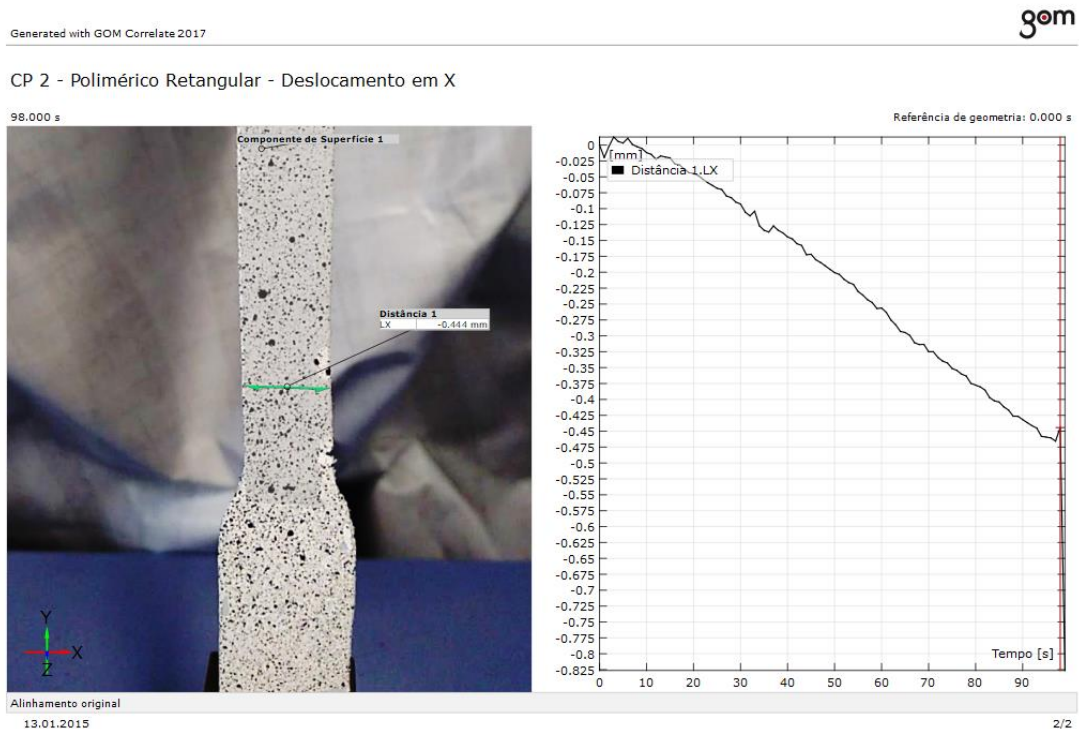 gom
Generated with GOM Correlate 2017
CP 2 - Polimérico Retangular - Deslocamento em X
98.000 s
Referência de geometria: 0.000 s
Componente de Superfície 1
Distância 1
LX -0.444 mm
Y
X
Z
[mm]
Distância 1.LX
0
-0.025
-0.05
-0.075
-0.1
-0.125
-0.15
-0.175
-0.2
-0.225
-0.25
-0.275
-0.3
-0.325
-0.35
-0.375
-0.4
-0.425
-0.45
-0.475
-0.5
-0.525
-0.55
-0.575
-0.6
-0.625
-0.65
-0.675
-0.7
-0.725
-0.75
-0.775
-0.8
-0.825
Tempo [s]
0 10 20 30 40 50 60 70 80 90
Alinhamento original
13.01.2015
2/2